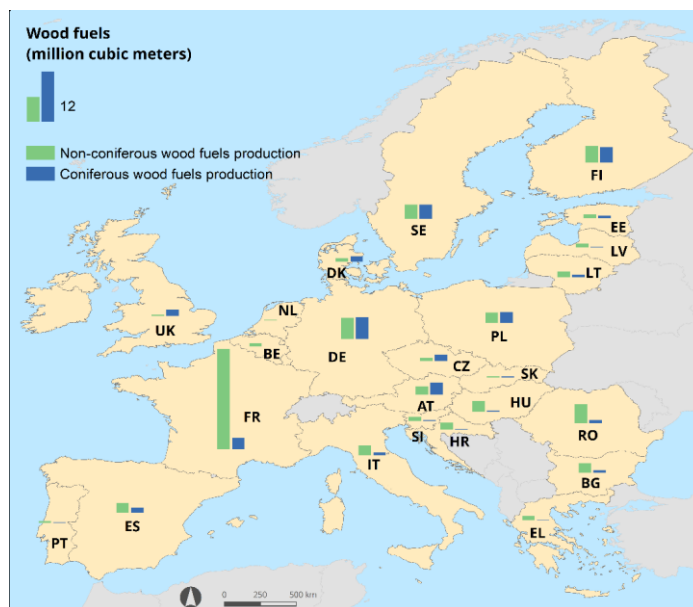 Wood fuels
(million cubic meters)
12
Non-coniferous wood fuels production
Coniferous wood fuels production
FI
SE
EE
LV
DK
LT
NL
UK
PL
BE
DE
CZ
SK
FR
AT
HU
SI
HR
RO
IT
BG
ES
PT
EL
0 250 500 km